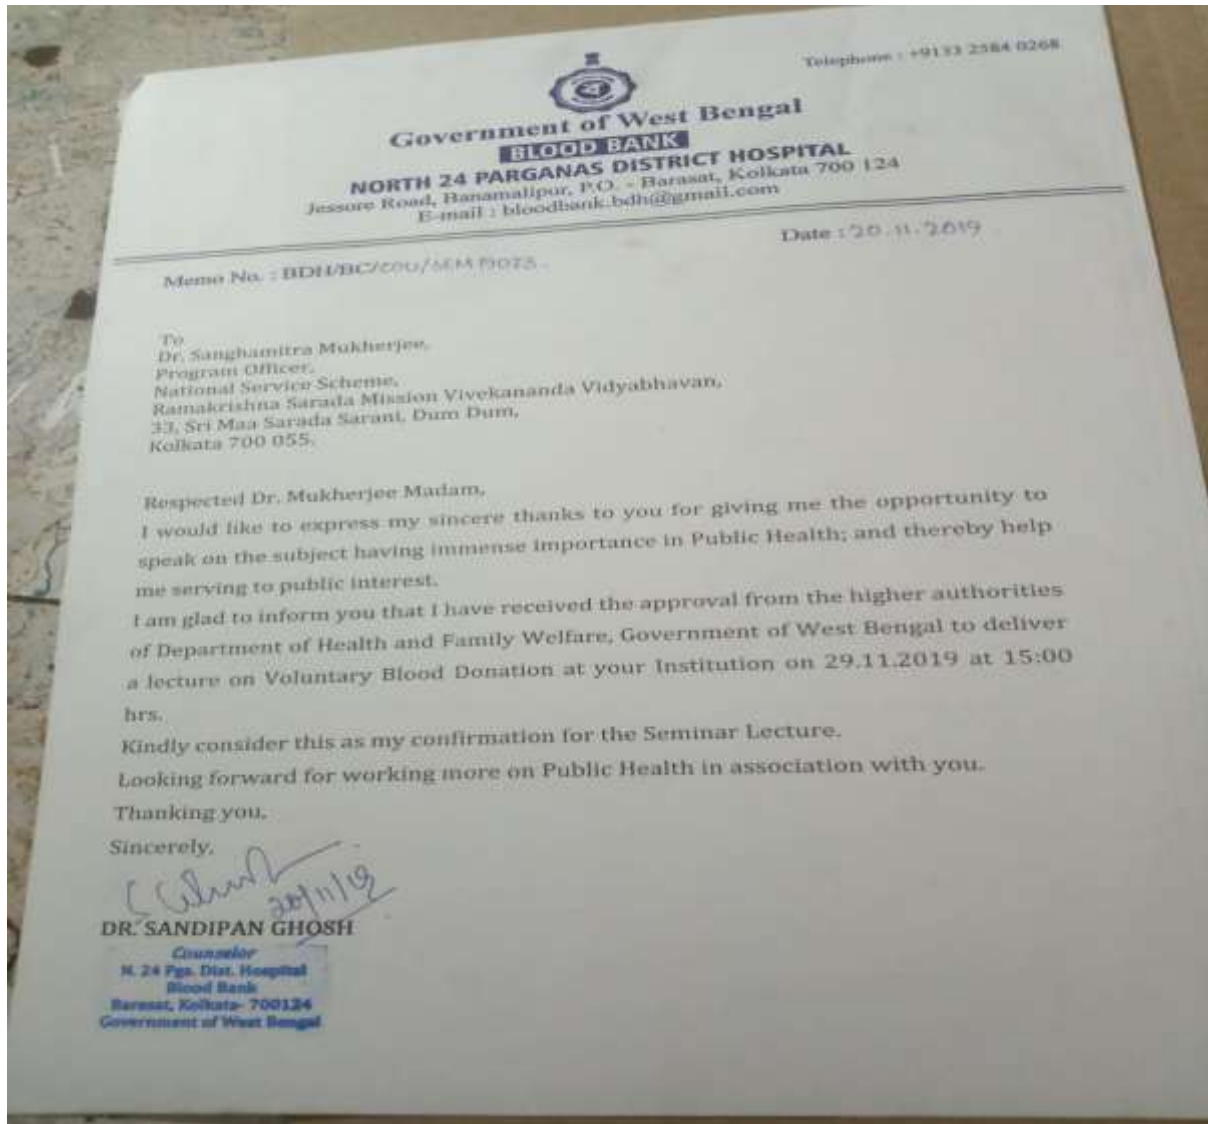 Telephone : +9133 2584 0268
Government of West Bengal
BLOOD BANK
NORTH 24 PARGANAS DISTRICT HOSPITAL
Jessore Road, Banamalipur, P.O. - Barasat, Kolkata 700 124
E-mail : bloodbank.bdh@gmail.com
Date : 20.11.2019
Memo No. : BDH/BC/COU/SEM
To
Dr. Sanghamitra Mukherjee,
Program Officer,
National Service Scheme,
Ramakrishna Sarada Mission Vivekananda Vidyabhavan,
33, Sri Maa Sarada Sarani, Dum Dum,
Kolkata 700 055.
Respected Dr. Mukherjee Madam,
I would like to express my sincere thanks to you for giving me the opportunity to
speak on the subject having immense importance in Public Health; and thereby help
me serving to public interest.
I am glad to inform you that I have received the approval from the higher authorities
of Department of Health and Family Welfare, Government of West Bengal to deliver
a lecture on Voluntary Blood Donation at your Institution on 29.11.2019 at 15:00
hrs.
Kindly consider this as my confirmation for the Seminar Lecture.
Looking forward for working more on Public Health in association with you.
Thanking you,
Sincerely,
20/11/19
DR. SANDIPAN GHOSH
Counselor
N. 24 Pgs. Dist. Hospital
Blood Bank
Barasat, Kolkata- 700124
Government of West Bengal